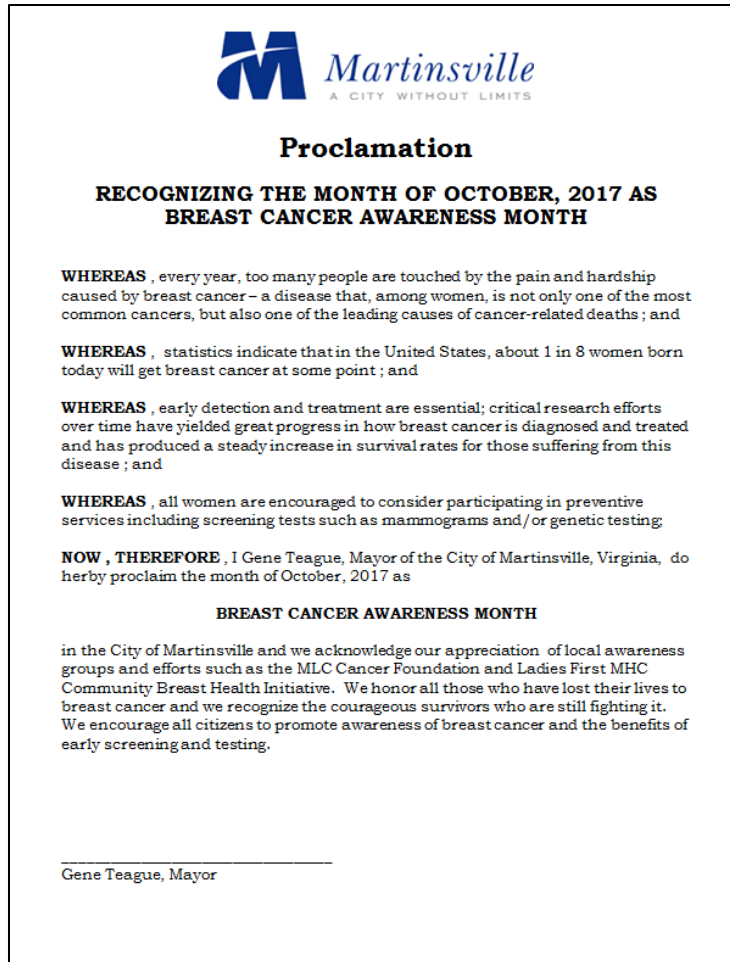 Martinsville
A CITY WITHOUT LIMITS
Proclamation
RECOGNIZING THE MONTH OF OCTOBER, 2017 AS
BREAST CANCER AWARENESS MONTH
WHEREAS , every year, too many people are touched by the pain and hardship
caused by breast cancer – a disease that, among women, is not only one of the most
common cancers, but also one of the leading causes of cancer-related deaths ; and
WHEREAS , statistics indicate that in the United States, about 1 in 8 women born
today will get breast cancer at some point ; and
WHEREAS , early detection and treatment are essential; critical research efforts
over time have yielded great progress in how breast cancer is diagnosed and treated
and has produced a steady increase in survival rates for those suffering from this
disease ; and
WHEREAS , all women are encouraged to consider participating in preventive
services including screening tests such as mammograms and/or genetic testing;
NOW , THEREFORE , I Gene Teague, Mayor of the City of Martinsville, Virginia, do
herby proclaim the month of October, 2017 as
BREAST CANCER AWARENESS MONTH
in the City of Martinsville and we acknowledge our appreciation of local awareness
groups and efforts such as the MLC Cancer Foundation and Ladies First MHC
Community Breast Health Initiative. We honor all those who have lost their lives to
breast cancer and we recognize the courageous survivors who are still fighting it.
We encourage all citizens to promote awareness of breast cancer and the benefits of
early screening and testing.
Gene Teague, Mayor